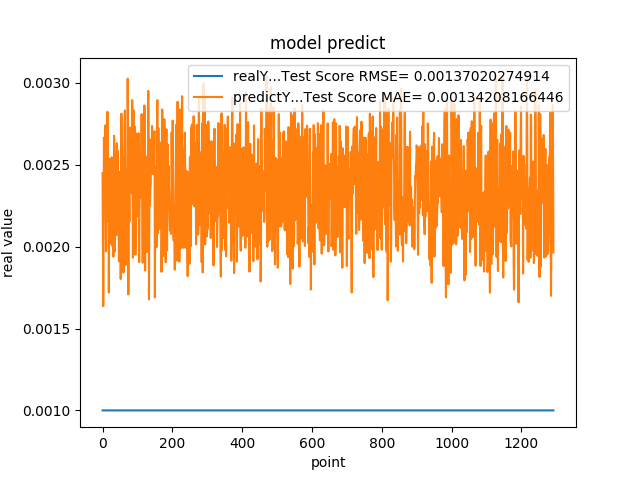 model predict
realY...Test Score RMSE= 0.00137020274914
predictY...Test Score MAE= 0.00134208166446
real value
0.0030
0.0025
0.0020
0.0015
0.0010
0 200 400 600 800 1000 1200
point